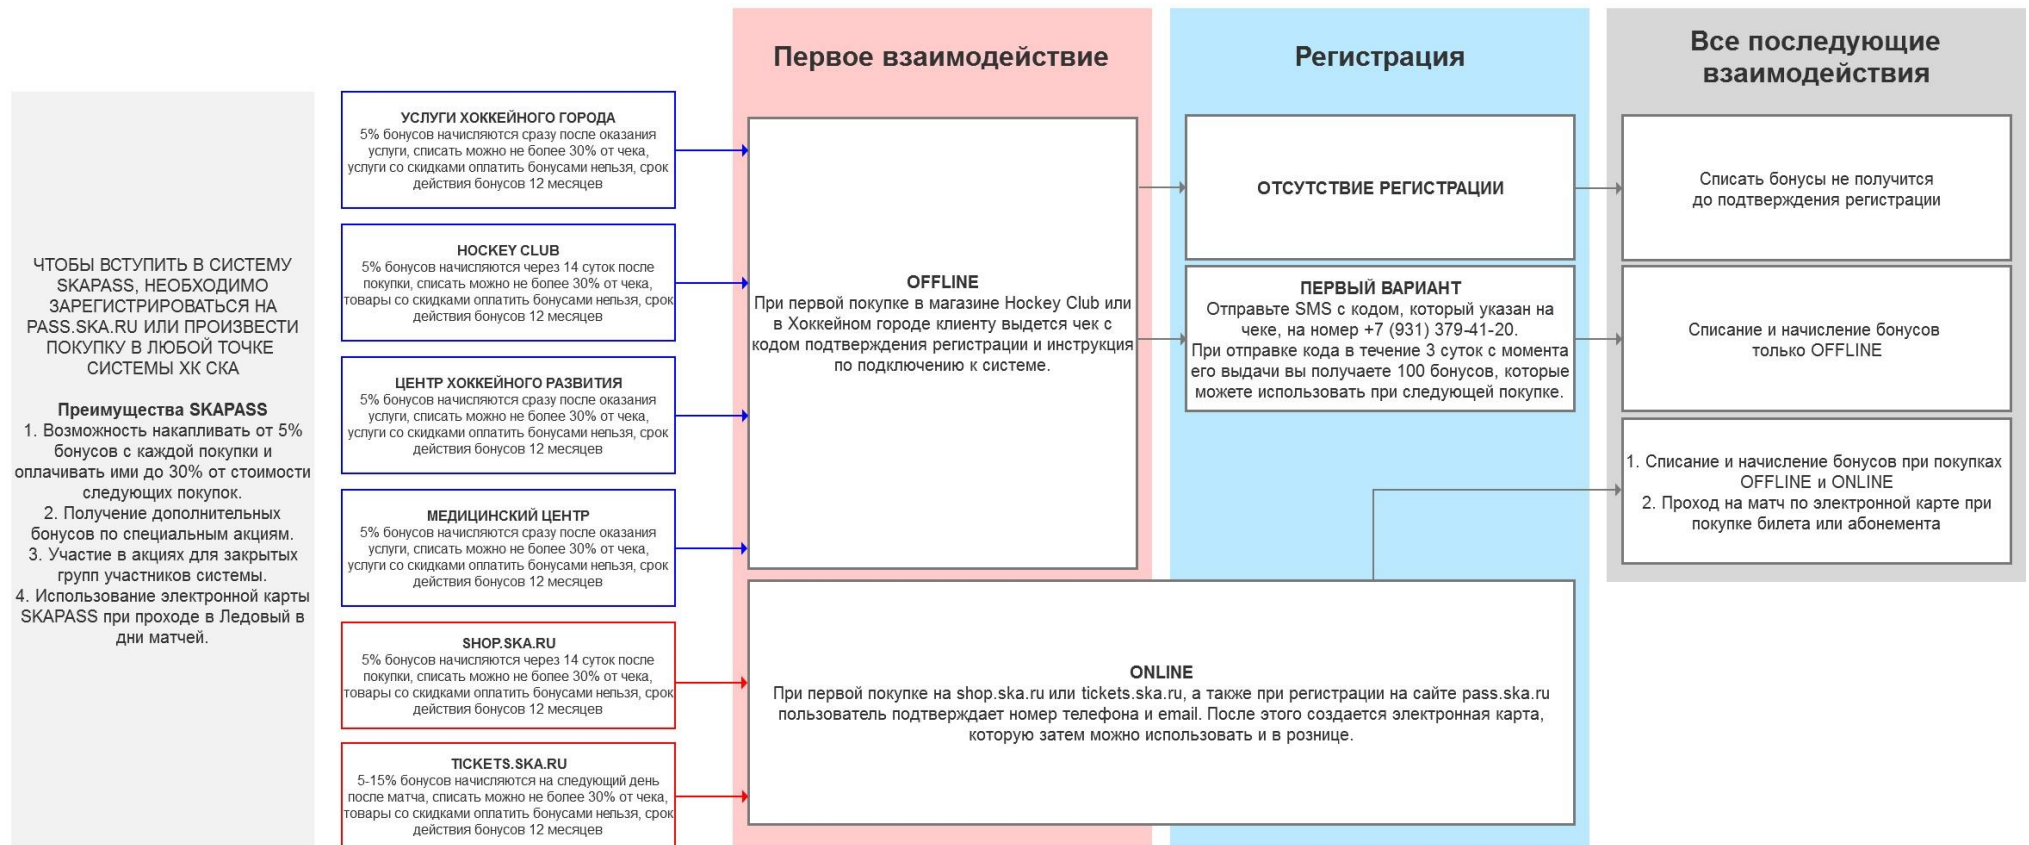 ЧТОБЫ ВСТУПИТЬ В СИСТЕМУ
SKAPASS, НЕОБХОДИМО
ЗАРЕГИСТРИРОВАТЬСЯ НА
PASS.SKA.RU ИЛИ ПРОИЗВЕСТИ
ПОКУПКУ В ЛЮБОЙ ТОЧКЕ
СИСТЕМЫ ХК СКА
Преимущества SKAPASS
1. Возможность накапливать от 5%
бонусов с каждой покупки и
оплачивать ими до 30% от стоимости
следующих покупок.
2. Получение дополнительных
бонусов по специальным акциям.
3. Участие в акциях для закрытых
групп участников системы.
4. Использование электронной карты
SKAPASS при проходе в Ледовый в
дни матчей.
УСЛУГИ ХОККЕЙНОГО ГОРОДА
5% бонусов начисляются сразу после оказания
услуги, списать можно не более 30% от чека,
услуги со скидками оплатить бонусами нельзя, срок
действия бонусов 12 месяцев
HOCKEY CLUB
5% бонусов начисляются через 14 суток после
покупки, списать можно не более 30% от чека,
товары со скидками оплатить бонусами нельзя, срок
действия бонусов 12 месяцев
ЦЕНТР ХОККЕЙНОГО РАЗВИТИЯ
5% бонусов начисляются сразу после оказания
услуги, списать можно не более 30% от чека,
услуги со скидками оплатить бонусами нельзя, срок
действия бонусов 12 месяцев
МЕДИЦИНСКИЙ ЦЕНТР
5% бонусов начисляются сразу после оказания
услуги, списать можно не более 30% от чека,
услуги со скидками оплатить бонусами нельзя, срок
действия бонусов 12 месяцев
SHOP.SKA.RU
5% бонусов начисляются через 14 суток после
покупки, списать можно не более 30% от чека,
товары со скидками оплатить бонусами нельзя, срок
действия бонусов 12 месяцев
TICKETS.SKA.RU
5-15% бонусов начисляются на следующий день
после матча, списать можно не более 30% от чека,
товары со скидками оплатить бонусами нельзя, срок
действия бонусов 12 месяцев
Первое взаимодействие
OFFLINE
При первой покупке в магазине Hockey Club или
в Хоккейном городе клиенту выдется чек с
кодом подтверждения регистрации и инструкция
по подключению к системе.
ONLINE
При первой покупке на shop.ska.ru или tickets.ska.ru, а также при регистрации на сайте pass.ska.ru
пользователь подтверждает номер телефона и email. После этого создается электронная карта,
которую затем можно использовать и в рознице.
Регистрация
ОТСУТСТВИЕ РЕГИСТРАЦИИ
ПЕРВЫЙ ВАРИАНТ
Отправьте SMS с кодом, который указан на
чеке, на номер +7 (931) 379-41-20.
При отправке кода в течение 3 суток с момента
его выдачи вы получаете 100 бонусов, которые
можете использовать при следующей покупке.
Все последующие
взаимодействия
Списать бонусы не получится
до подтверждения регистрации
Списание и начисление бонусов
только OFFLINE
1. Списание и начисление бонусов при покупках
OFFLINE и ONLINE
2. Проход на матч по электронной карте при
покупке билета или абонемента